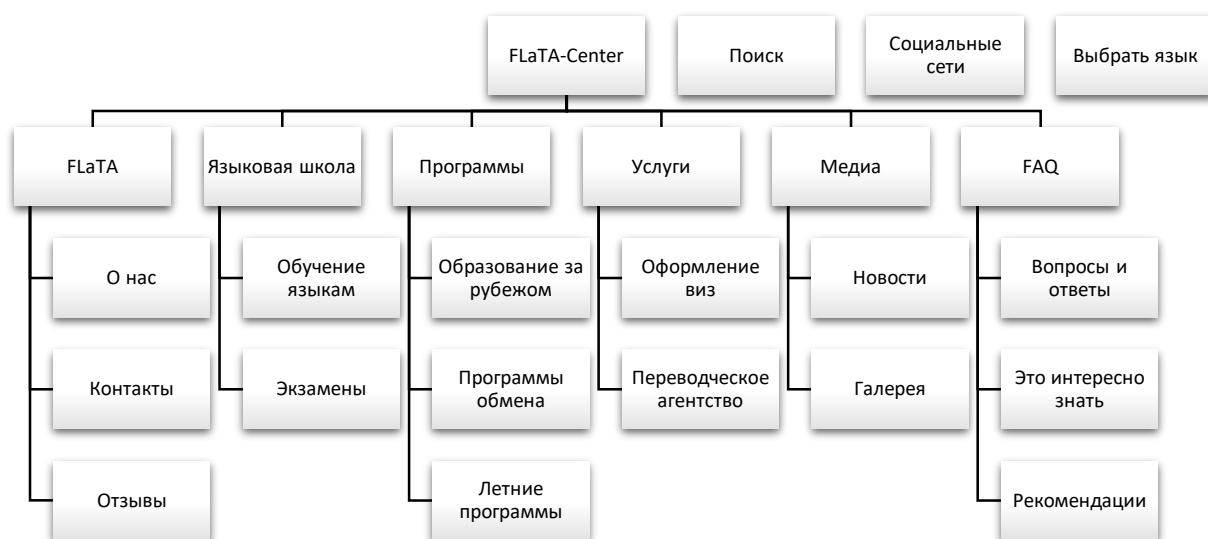 FLaTA-Center
Поиск
Социальные
сети
Выбрать язык
FLaTA
Языковая школа
Программы
Услуги
Медиа
FAQ
О нас
Обучение
языкам
Образование за
рубежом
Оформление
виз
Новости
Вопросы и
ответы
Контакты
Экзамены
Программы
обмена
Переводческое
агентство
Галерея
Это интересно
знать
Отзывы
Летние
программы
Рекомендации